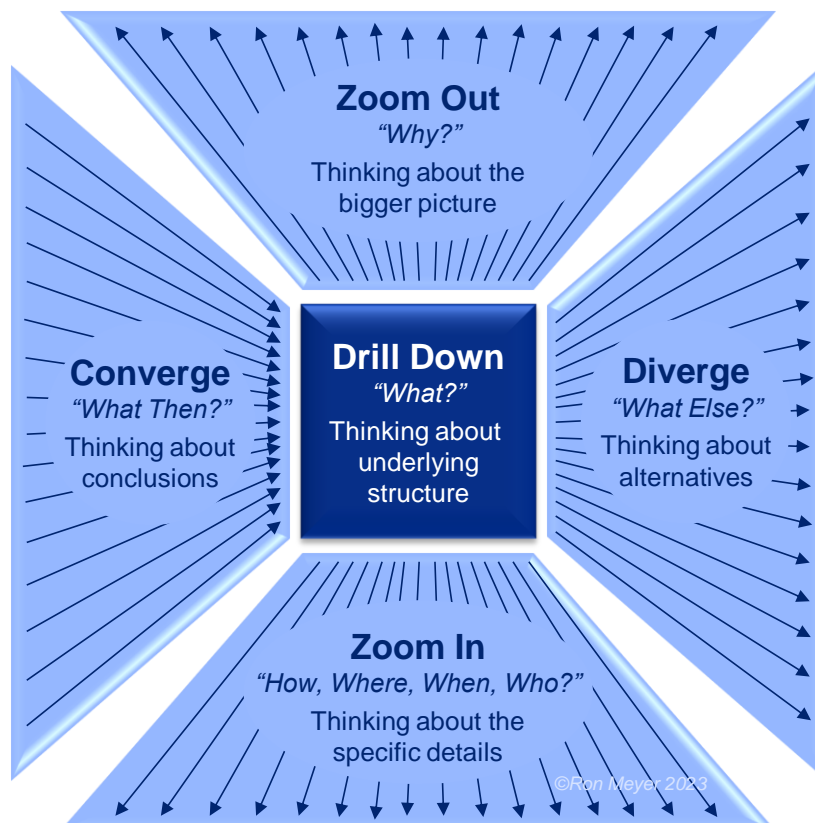 Zoom Out
“Why?”
Thinking about the
bigger picture
Converge
“What Then?”
Thinking about
conclusions
Drill Down
“What?”
Thinking about
underlying
structure
Diverge
“What Else?”
Thinking about
alternatives
Zoom In
“How, Where, When, Who?”
Thinking about the
specific details
©Ron Meyer 2023